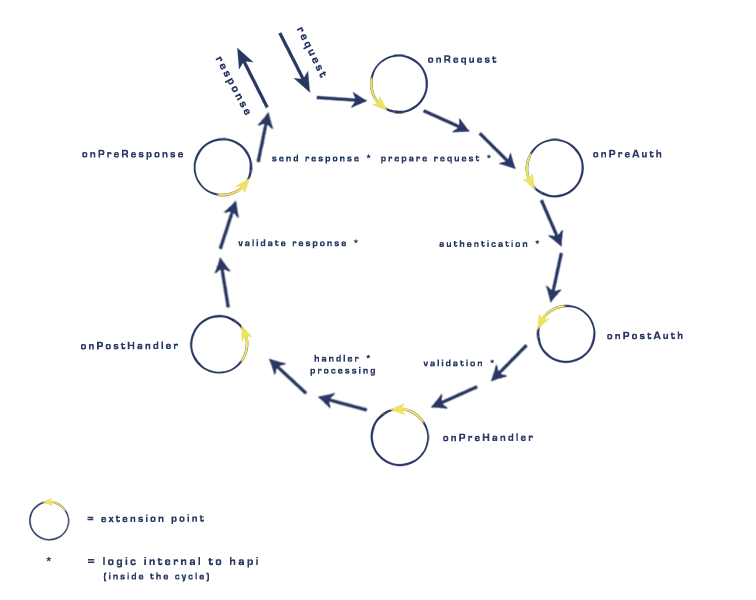 request
response
onRequest
onPreResponse
send response *
prepare request *
onPreAuth
validate response *
authentication *
onPostHandler
onPostAuth
handler *
processing
validation *
onPreHandler
= extension point
* = logic internal to hapi
(inside the cycle)